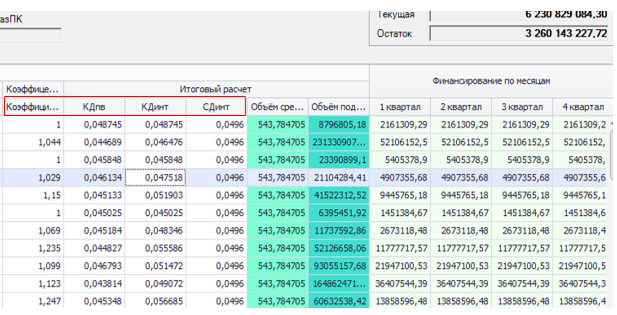 азПК
Текущая 6 230 829 084,30
Остаток 3 260 143 227,72
Коэффице... Итоговый расчет Финансирование по месяцам
Коэффици... КДпв КДинт СДинт Объём сре... Объём под... 1 квартал 2 квартал 3 квартал 4 квартал
1 0,048745 0,048745 0,0496 543,784705 8796805,18 2161309,29 2161309,29 2161309,29 2161309,2
1,044 0,044689 0,046476 0,0496 543,784705 231330907... 52106152,5 52106152,5 52106152,5 52106152,
1 0,045848 0,045848 0,0496 543,784705 23390899,1 5405378,9 5405378,9 5405378,9 5405378,
1,029 0,046134 0,047518 0,0496 543,784705 21104284,41 4907355,68 4907355,68 4907355,68 4907355,6
1,15 0,045133 0,051903 0,0496 543,784705 41522312,52 9445765,18 9445765,18 9445765,18 9445765,1
1 0,045025 0,045025 0,0496 543,784705 6395451,92 1451384,67 1451384,67 1451384,67 1451384,6
1,069 0,045184 0,048346 0,0496 543,784705 11737592,86 2673118,48 2673118,48 2673118,48 2673118,4
1,235 0,044827 0,055586 0,0496 543,784705 52126658,06 11777717,57 11777717,57 11777717,57 11777717,5
1,099 0,046793 0,051472 0,0496 543,784705 93055157,68 21947100,53 21947100,53 21947100,53 21947100,5
1,123 0,043814 0,049072 0,0496 543,784705 164862471... 36407544,39 36407544,39 36407544,39 36407544,3
1,247 0,045348 0,056685 0,0496 543,784705 60632538,42 13858596,48 13858596,48 13858596,48 13858596,4